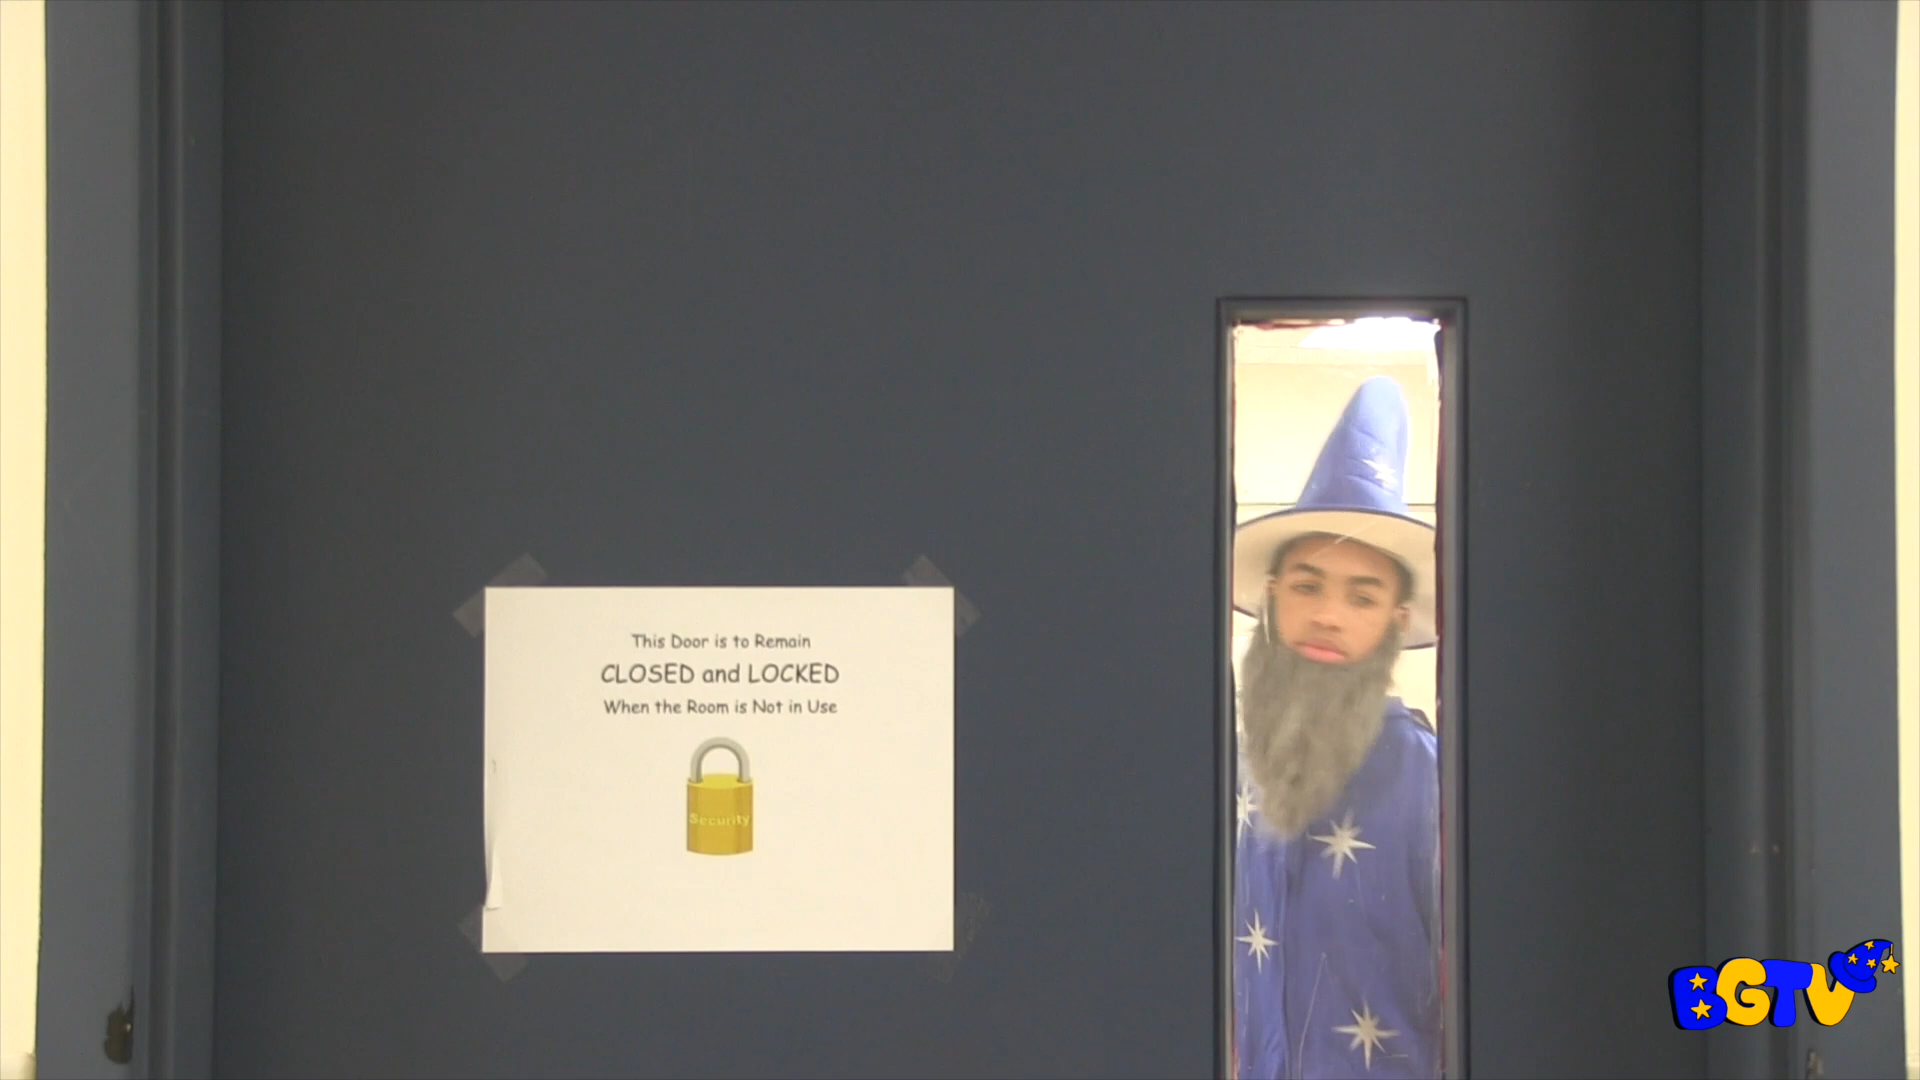 This Door is to Remain
CLOSED and LOCKED
When the Room is Not in Use
Security
BGTV